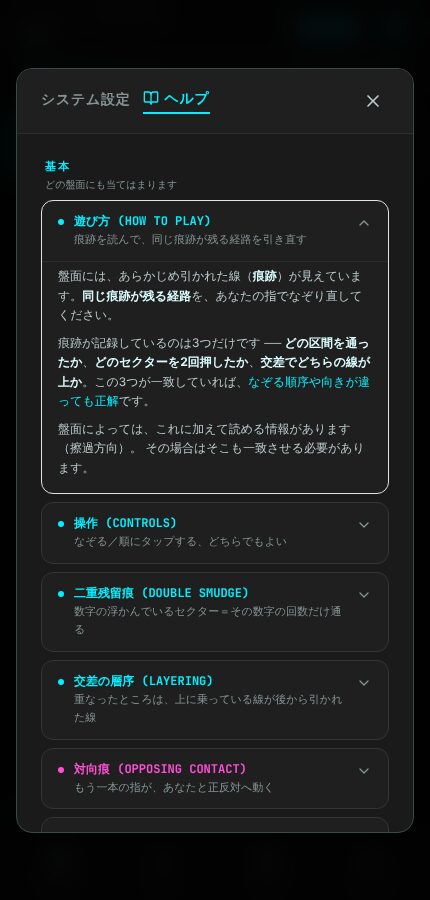 システム設定 ヘルプ
基本
どの盤面にも当てはまります
遊び方 (HOW TO PLAY)
痕跡を読んで、同じ痕跡が残る経路を引き直す
盤面には、あらかじめ引かれた線（痕跡）が見えていま
す。同じ痕跡が残る経路を、あなたの指でなぞり直して
ください。
痕跡が記録しているのは3つだけです ── どの区間を通っ
たか、どのセクターを2回押したか、交差でどちらの線が
上か。この3つが一致していれば、なぞる順序や向きが違
っても正解です。
盤面によっては、これに加えて読める情報があります
（擦過方向）。 その場合はそこも一致させる必要があり
ます。
操作 (CONTROLS)
なぞる／順にタップする、どちらでもよい
二重残留痕 (DOUBLE SMUDGE)
数字の浮かんでいるセクター＝その数字の回数だけ通
る
交差の層序 (LAYERING)
重なったところは、上に乗っている線が後から引かれ
た線
対向痕 (OPPOSING CONTACT)
もう一本の指が、あなたと正反対へ動く